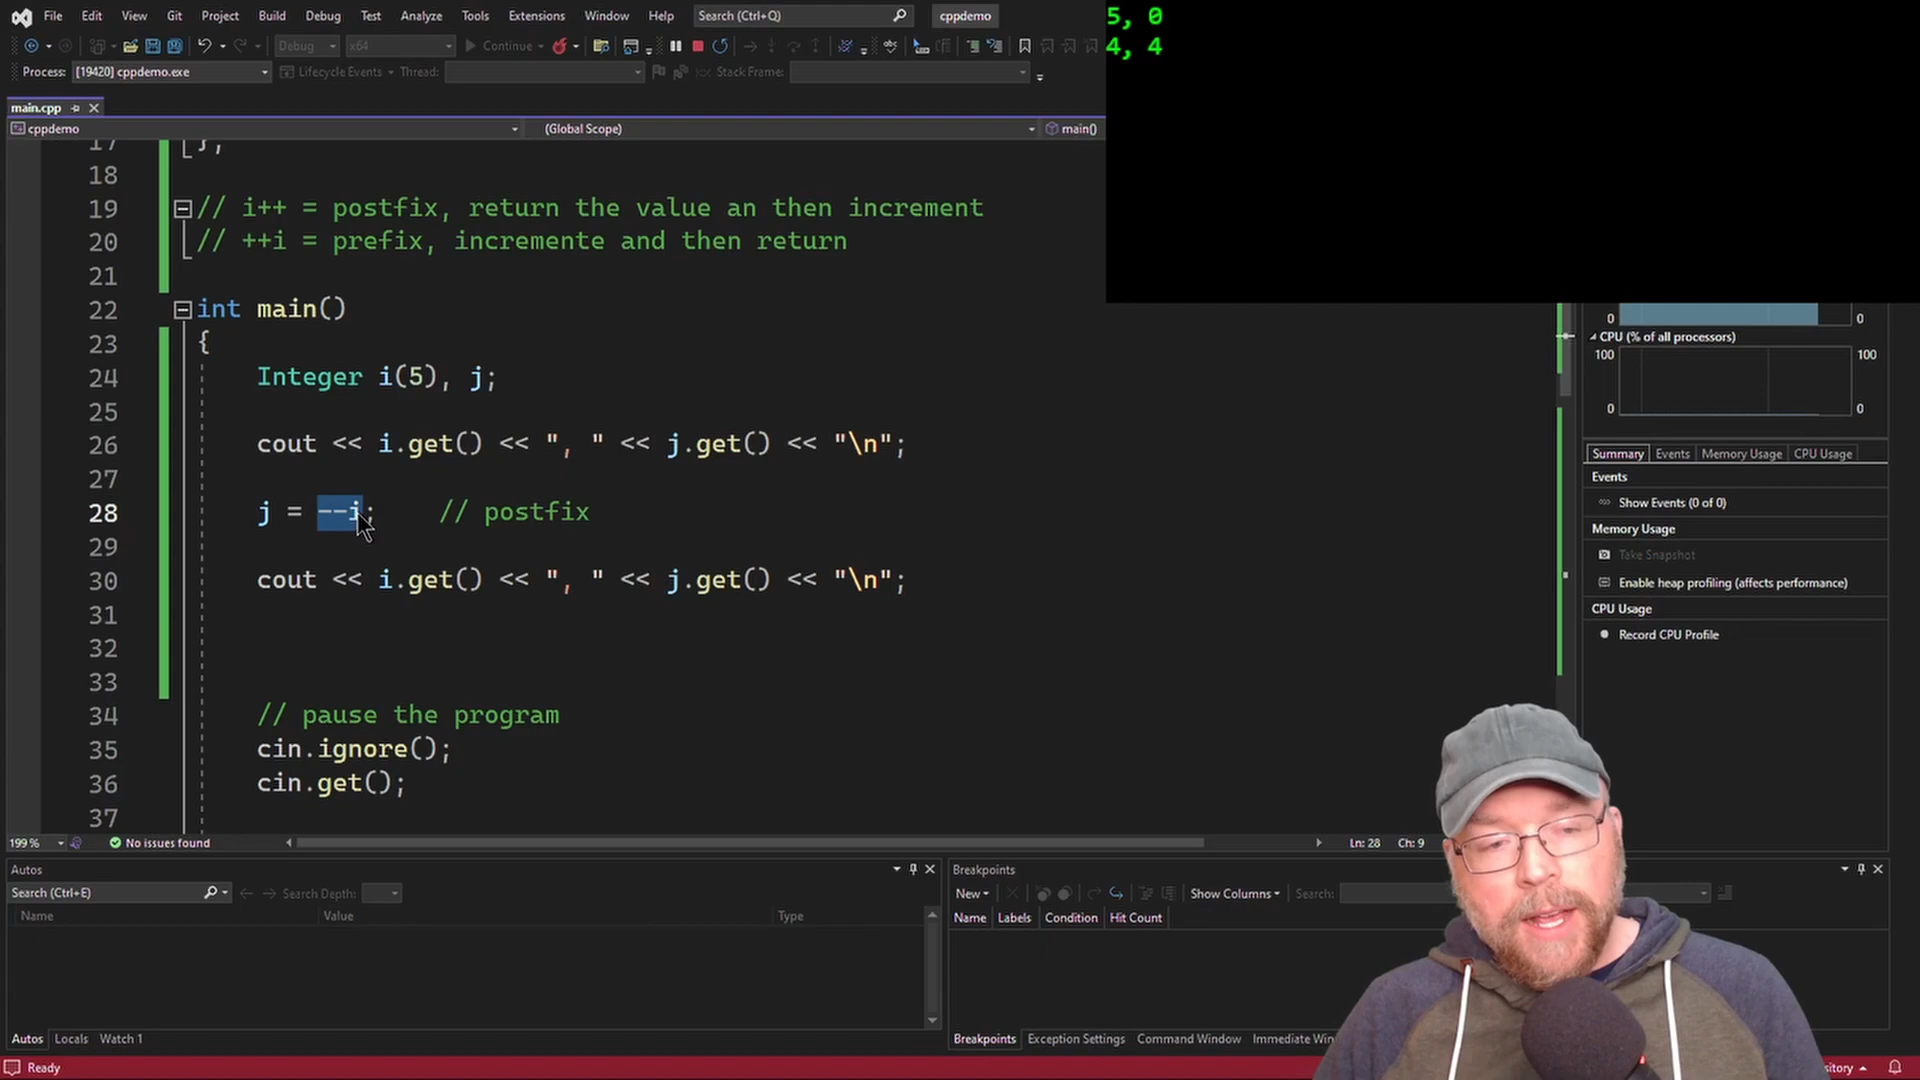 File Edit View Git Project Build Debug Test Analyze Tools Extensions Window Help Search (Ctrl+Q) cppdemo
Debug x64 Continue
Process: [19420] cppdemo.exe Lifecycle Events Thread: Stack Frame:
5, 0
4, 4
main.cpp
cppdemo (Global Scope) main()
17 };
18
19 // i++ = postfix, return the value an then increment
20 // ++i = prefix, incremente and then return
21
22 int main()
23 {
24 Integer i(5), j;
25
26 cout << i.get() << ", " << j.get() << "\n";
27
28 j = --i; // postfix
29
30 cout << i.get() << ", " << j.get() << "\n";
31
32
33
34 // pause the program
35 cin.ignore();
36 cin.get();
37
199 % No issues found Ln: 28 Ch: 9
0 0
CPU (% of all processors)
100 100
0 0
Summary Events Memory Usage CPU Usage
Events
Show Events (0 of 0)
Memory Usage
Take Snapshot
Enable heap profiling (affects performance)
CPU Usage
Record CPU Profile
Autos
Search (Ctrl+E) Search Depth:
Name Value Type
Autos Locals Watch 1
Breakpoints
New Show Columns Search:
Name Labels Condition Hit Count
Breakpoints Exception Settings Command Window Immediate Win
Ready